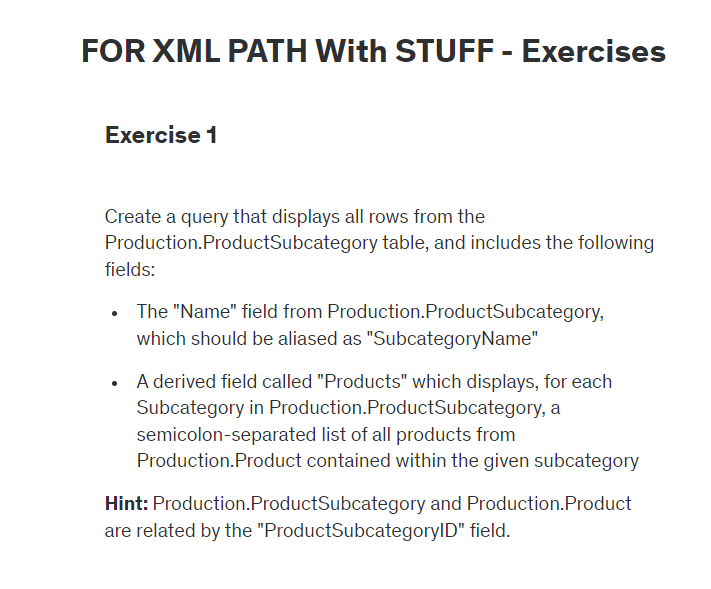 FOR XML PATH With STUFF - Exercises
Exercise 1
Create a query that displays all rows from the
Production.ProductSubcategory table, and includes the following
fields:
• The "Name" field from Production.ProductSubcategory,
which should be aliased as "SubcategoryName"
• A derived field called "Products" which displays, for each
Subcategory in Production.ProductSubcategory, a
semicolon-separated list of all products from
Production.Product contained within the given subcategory
Hint: Production.ProductSubcategory and Production.Product
are related by the "ProductSubcategoryID" field.